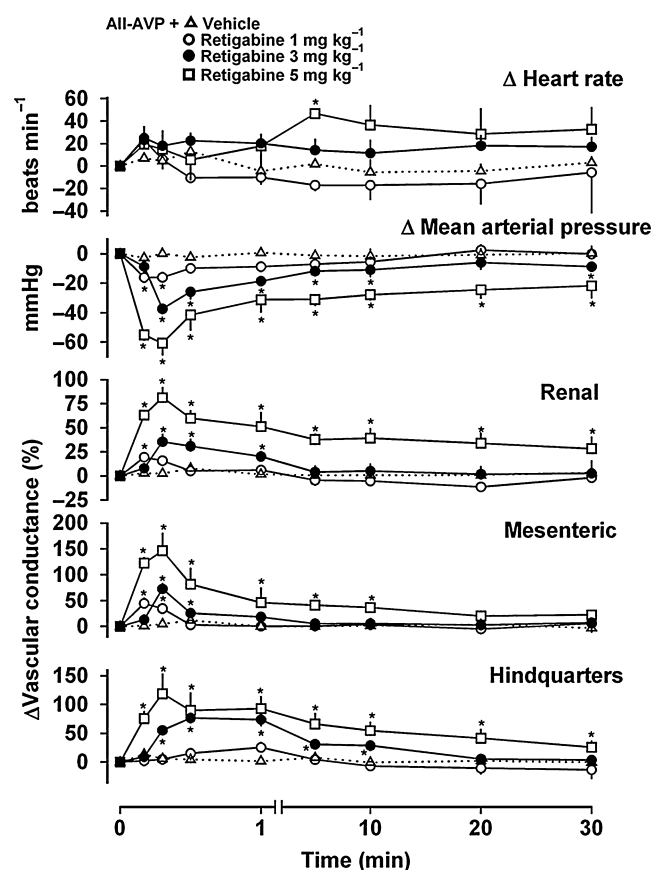 AII-AVP + △ Vehicle
○ Retigabine 1 mg kg⁻¹
● Retigabine 3 mg kg⁻¹
□ Retigabine 5 mg kg⁻¹
Δ Heart rate
beats min⁻¹
60
40
20
0
−20
−40
*
Δ Mean arterial pressure
mmHg
0
−20
−40
−60
* * * * * * * * * * * * *
Renal
ΔVascular conductance (%)
100
75
50
25
0
−25
* * * * * * * * * * * *
Mesenteric
200
150
100
50
0
* * * * * * * * * *
Hindquarters
150
100
50
0
* * * * * * * * * * * *
0 1 10 20 30
Time (min)